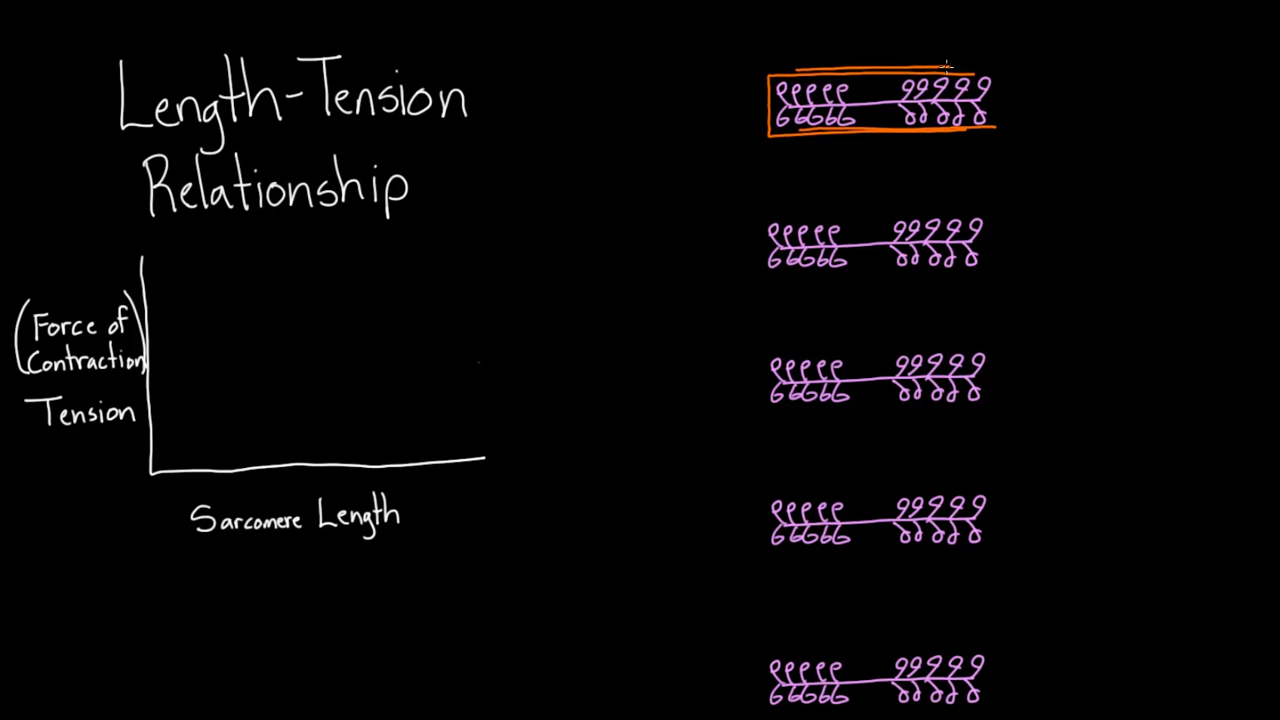 Length-Tension
Relationship
(Force of
Contraction)
Tension
Sarcomere Length